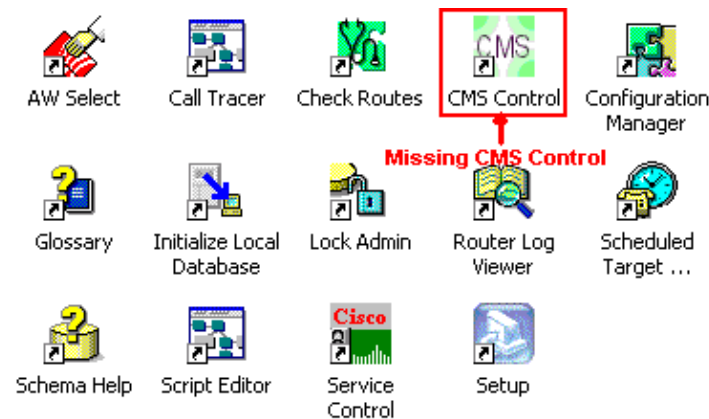 CMS
AW Select
Call Tracer
Check Routes
CMS Control
Configuration
Manager
Missing CMS Control
Glossary
Initialize Local
Database
Lock Admin
Router Log
Viewer
Scheduled
Target ...
Cisco
Schema Help
Script Editor
Service
Control
Setup